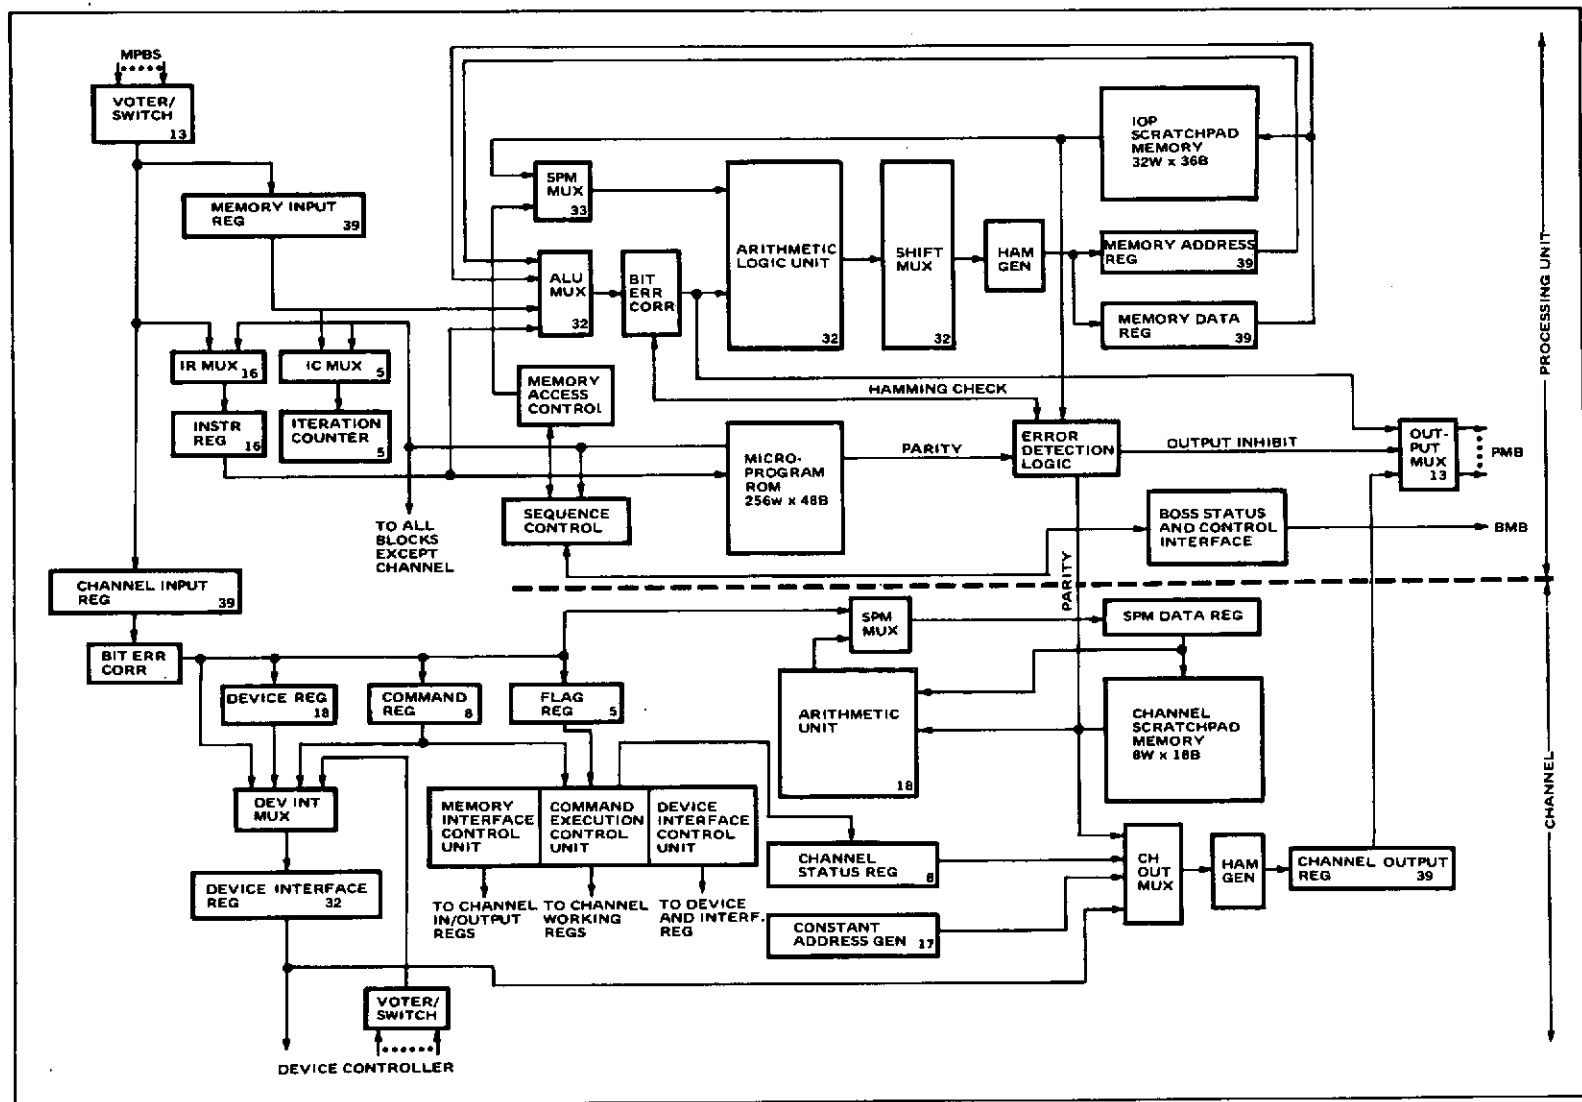 MPBS
VOTER/
SWITCH
13
MEMORY INPUT
REG
39
IR MUX
16
IC MUX
5
INSTR
REG
16
ITERATION
COUNTER
5
TO ALL
BLOCKS
EXCEPT
CHANNEL
SPM
MUX
33
ALU
MUX
32
BIT
ERR
CORR
MEMORY
ACCESS
CONTROL
SEQUENCE
CONTROL
ARITHMETIC
LOGIC UNIT
32
SHIFT
MUX
32
HAM
GEN
IOP
SCRATCHPAD
MEMORY
32W x 36B
MEMORY ADDRESS
REG
39
MEMORY DATA
REG
39
HAMMING CHECK
MICRO-
PROGRAM
ROM
256w x 48B
PARITY
ERROR
DETECTION
LOGIC
OUTPUT INHIBIT
OUT-
PUT
MUX
13
PMB
BOSS STATUS
AND CONTROL
INTERFACE
BMB
PARITY
PROCESSING UNIT
CHANNEL INPUT
REG
39
BIT ERR
CORR
DEVICE REG
18
COMMAND
REG
8
FLAG
REG
5
SPM
MUX
SPM DATA REG
ARITHMETIC
UNIT
18
CHANNEL
SCRATCHPAD
MEMORY
8W x 18B
DEV INT
MUX
MEMORY
INTERFACE
CONTROL
UNIT
COMMAND
EXECUTION
CONTROL
UNIT
DEVICE
INTERFACE
CONTROL
UNIT
DEVICE INTERFACE
REG
32
TO CHANNEL
IN/OUTPUT
REGS
TO CHANNEL
WORKING
REGS
TO DEVICE
AND INTERF.
REG
CHANNEL
STATUS REG
8
CONSTANT
ADDRESS GEN
17
CH
OUT
MUX
HAM
GEN
CHANNEL OUTPUT
REG
39
CHANNEL
VOTER/
SWITCH
DEVICE CONTROLLER